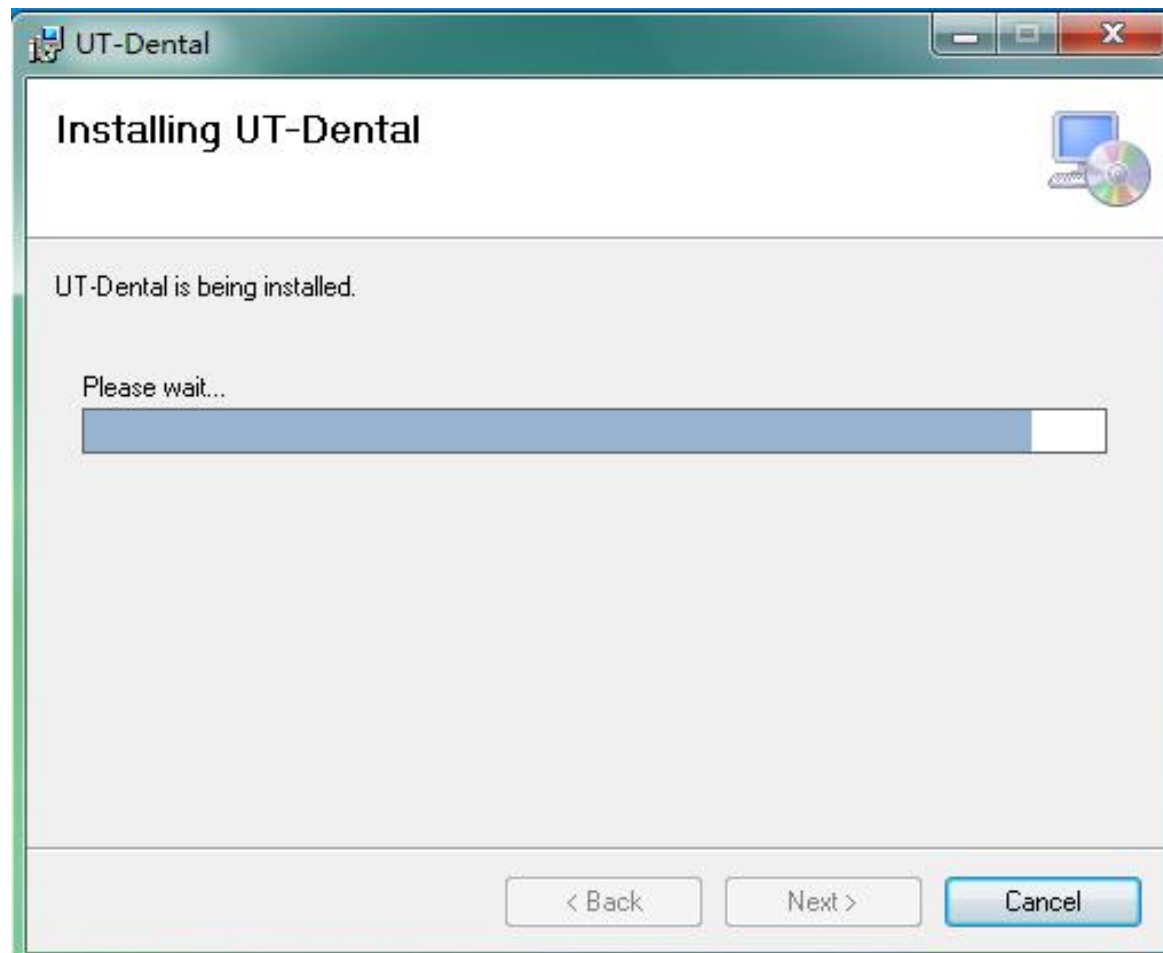 UT-Dental
Installing UT-Dental
UT-Dental is being installed.
Please wait...
< Back
Next >
Cancel